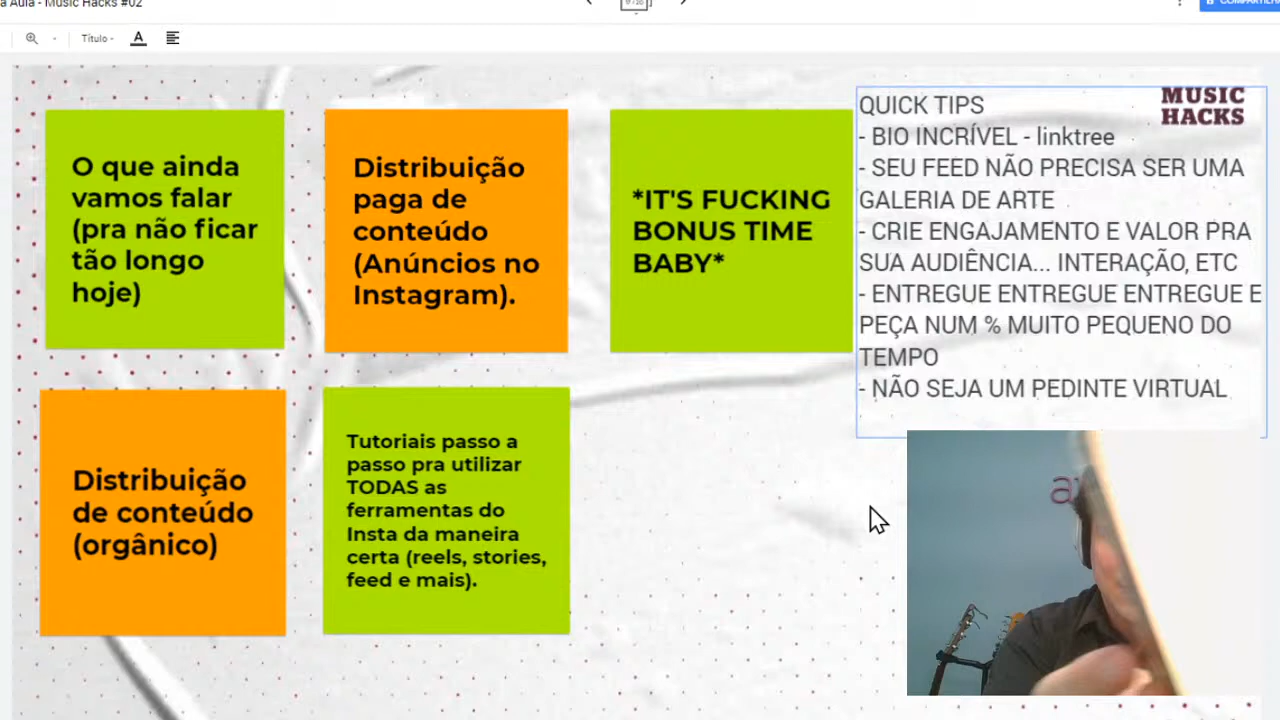 a Aula - Music Hacks #02
Título
A
O que ainda
vamos falar
(pra não ficar
tão longo
hoje)
Distribuição
paga de
conteúdo
(Anúncios no
Instagram).
*IT'S FUCKING
BONUS TIME
BABY*
QUICK TIPS
- BIO INCRÍVEL - linktree
- SEU FEED NÃO PRECISA SER UMA
GALERIA DE ARTE
- CRIE ENGAJAMENTO E VALOR PRA
SUA AUDIÊNCIA... INTERAÇÃO, ETC
- ENTREGUE ENTREGUE ENTREGUE E
PEÇA NUM % MUITO PEQUENO DO
TEMPO
- NÃO SEJA UM PEDINTE VIRTUAL
MUSIC
HACKS
Distribuição
de conteúdo
(orgânico)
Tutoriais passo a
passo pra utilizar
TODAS as
ferramentas do
Insta da maneira
certa (reels, stories,
feed e mais).